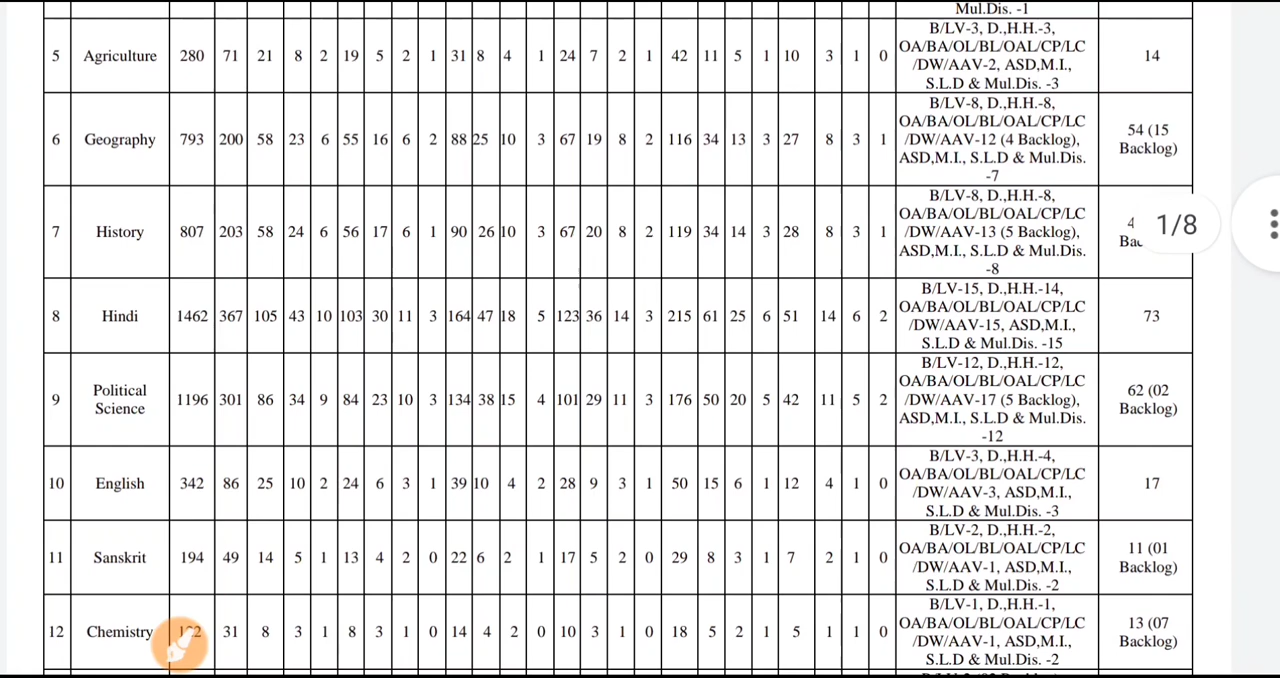 Mul.Dis. -1
5 Agriculture 280 71 21 8 2 19 5 2 1 31 8 4 1 24 7 2 1 42 11 5 1 10 3 1 0 B/LV-3, D.,H.H.-3,
OA/BA/OL/BL/OAL/CP/LC
/DW/AAV-2, ASD,M.I.,
S.L.D & Mul.Dis. -3
14
6 Geography 793 200 58 23 6 55 16 6 2 88 25 10 3 67 19 8 2 116 34 13 3 27 8 3 1 B/LV-8, D.,H.H.-8,
OA/BA/OL/BL/OAL/CP/LC
/DW/AAV-12 (4 Backlog),
ASD,M.I., S.L.D & Mul.Dis.
-7
54 (15
Backlog)
7 History 807 203 58 24 6 56 17 6 1 90 26 10 3 67 20 8 2 119 34 14 3 28 8 3 1 B/LV-8, D.,H.H.-8,
OA/BA/OL/BL/OAL/CP/LC
/DW/AAV-13 (5 Backlog),
ASD,M.I., S.L.D & Mul.Dis.
-8
1/8
8 Hindi 1462 367 105 43 10 103 30 11 3 164 47 18 5 123 36 14 3 215 61 25 6 51 14 6 2 B/LV-15, D.,H.H.-14,
OA/BA/OL/BL/OAL/CP/LC
/DW/AAV-15, ASD,M.I.,
S.L.D & Mul.Dis. -15
73
9 Political
Science
1196 301 86 34 9 84 23 10 3 134 38 15 4 101 29 11 3 176 50 20 5 42 11 5 2 B/LV-12, D.,H.H.-12,
OA/BA/OL/BL/OAL/CP/LC
/DW/AAV-17 (5 Backlog),
ASD,M.I., S.L.D & Mul.Dis.
-12
62 (02
Backlog)
10 English 342 86 25 10 2 24 6 3 1 39 10 4 2 28 9 3 1 50 15 6 1 12 4 1 0 B/LV-3, D.,H.H.-4,
OA/BA/OL/BL/OAL/CP/LC
/DW/AAV-3, ASD,M.I.,
S.L.D & Mul.Dis. -3
17
11 Sanskrit 194 49 14 5 1 13 4 2 0 22 6 2 1 17 5 2 0 29 8 3 1 7 2 1 0 B/LV-2, D.,H.H.-2,
OA/BA/OL/BL/OAL/CP/LC
/DW/AAV-1, ASD,M.I.,
S.L.D & Mul.Dis. -2
11 (01
Backlog)
12 Chemistry 31 8 3 1 8 3 1 0 14 4 2 0 10 3 1 0 18 5 2 1 5 1 1 0 B/LV-1, D.,H.H.-1,
OA/BA/OL/BL/OAL/CP/LC
/DW/AAV-1, ASD,M.I.,
S.L.D & Mul.Dis. -2
13 (07
Backlog)